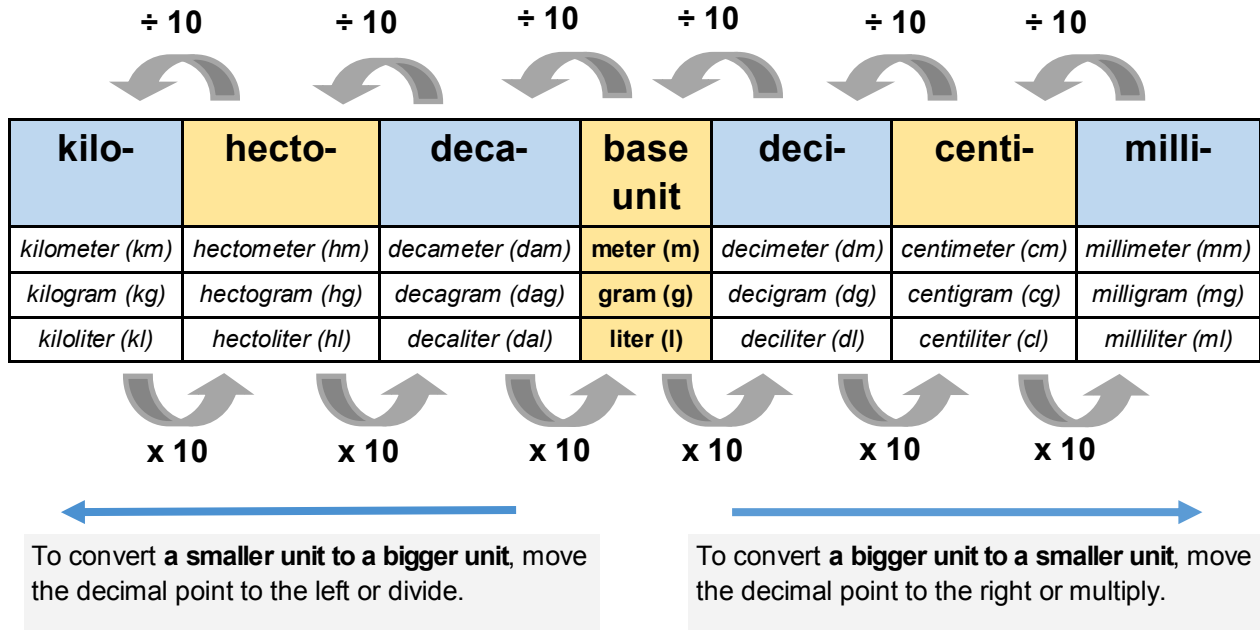 ÷ 10 ÷ 10 ÷ 10 ÷ 10 ÷ 10 ÷ 10
kilo- hecto- deca- base unit deci- centi- milli-
kilometer (km) hectometer (hm) decameter (dam) meter (m) decimeter (dm) centimeter (cm) millimeter (mm)
kilogram (kg) hectogram (hg) decagram (dag) gram (g) decigram (dg) centigram (cg) milligram (mg)
kiloliter (kl) hectoliter (hl) decaliter (dal) liter (l) deciliter (dl) centiliter (cl) milliliter (ml)
x 10 x 10 x 10 x 10 x 10 x 10
To convert a smaller unit to a bigger unit, move
the decimal point to the left or divide.
To convert a bigger unit to a smaller unit, move
the decimal point to the right or multiply.